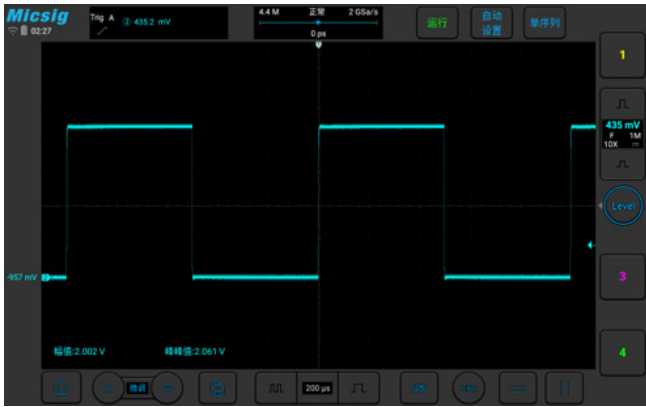 Micsig
02:27
Trig A ② 435.2 mV
4.4 M 正常 2 GSa/s
0 ps
运行
自动
设置
单序列
1
435 mV
F 1M
10X
Level
-957 mV
3
幅值:2.002 V 峰峰值:2.061 V
4
微调
200 μs